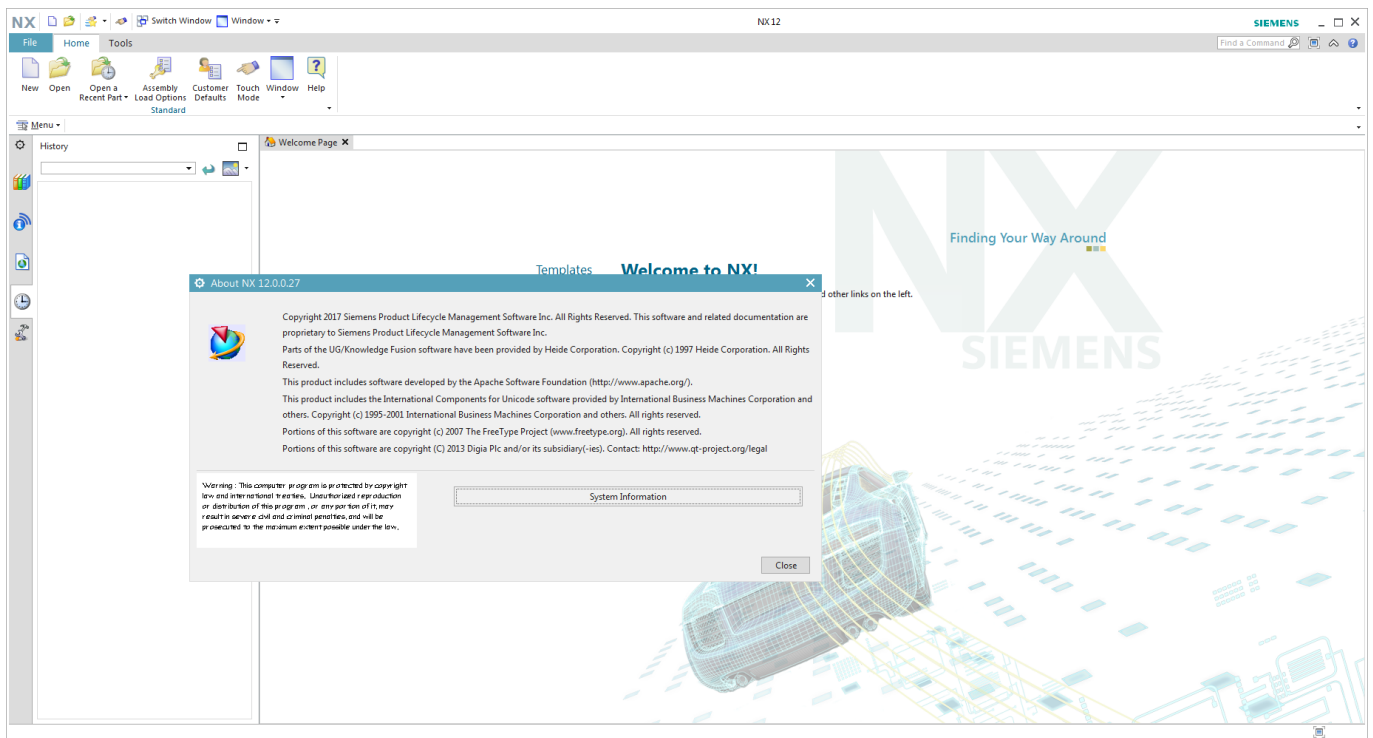 NX
Switch Window
Window
NX 12
SIEMENS
File
Home
Tools
Find a Command
New
Open
Open a
Recent Part
Assembly
Load Options
Customer
Defaults
Touch
Mode
Window
Help
Standard
Menu
History
Welcome Page
NX
SIEMENS
Finding Your Way Around
Templates
Welcome to NX!
d other links on the left.
About NX 12.0.0.27
Copyright 2017 Siemens Product Lifecycle Management Software Inc. All Rights Reserved. This software and related documentation are
proprietary to Siemens Product Lifecycle Management Software Inc.
Parts of the UG/Knowledge Fusion software have been provided by Heide Corporation. Copyright (c) 1997 Heide Corporation. All Rights
Reserved.
This product includes software developed by the Apache Software Foundation (http://www.apache.org/).
This product includes the International Components for Unicode software provided by International Business Machines Corporation and
others. Copyright (c) 1995-2001 International Business Machines Corporation and others. All rights reserved.
Portions of this software are copyright (c) 2007 The FreeType Project (www.freetype.org). All rights reserved.
Portions of this software are copyright (C) 2013 Digia Plc and/or its subsidiary(-ies). Contact: http://www.qt-project.org/legal
Warning : This computer program is protected by copyright
law and international treaties. Unauthorized reproduction
or distribution of this program , or any portion of it, may
result in severe civil and criminal penalties, and will be
prosecuted to the maximum extent possible under the law.
System Information
Close